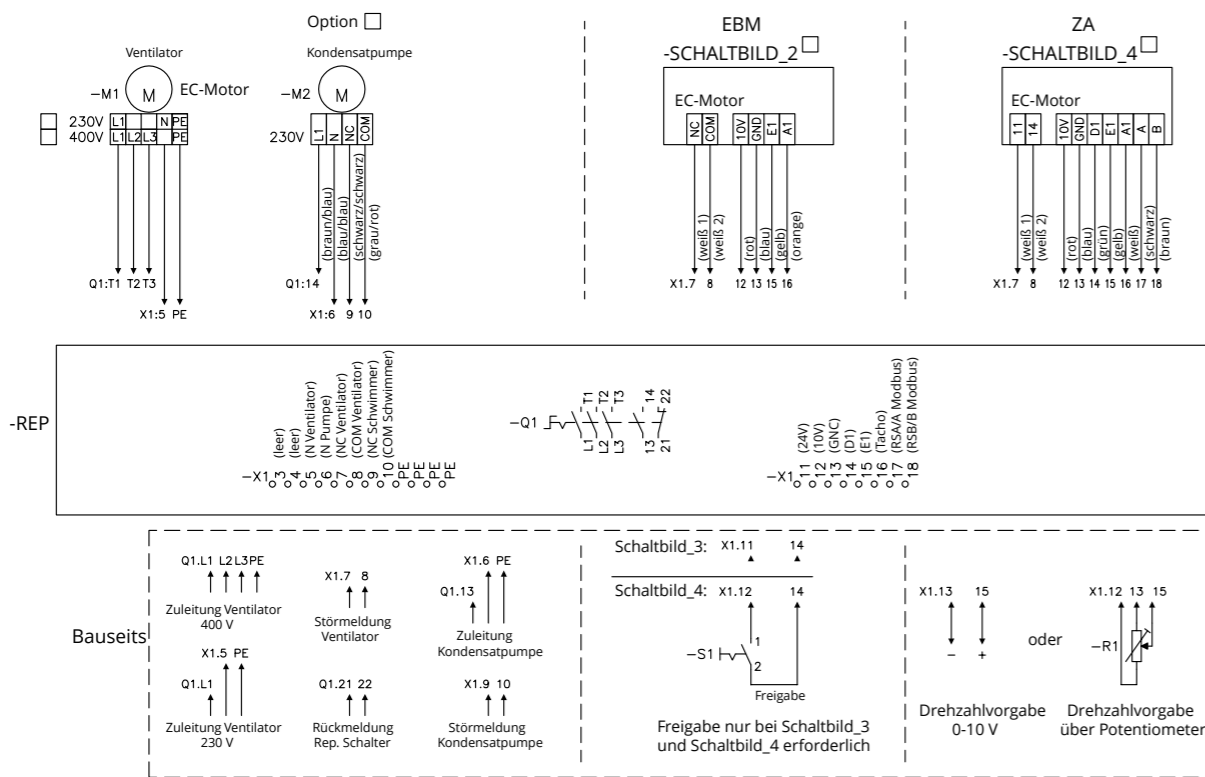 Option
EBM
ZA
Ventilator
Kondensatpumpe
-SCHALTBILD_2
-SCHALTBILD_4
–M1
M
EC-Motor
–M2
M
EC-Motor
EC-Motor
230V
L1
N
PE
400V
L1
L2
L3
PE
230V
L1
N
NC
COM
NC
COM
10V
GND
E1
A1
11
14
10V
GND
D1
E1
A1
A
B
(braun/blau)
(blau/blau)
(schwarz/schwarz)
(grau/rot)
(weiß 1)
(weiß 2)
(rot)
(blau)
(gelb)
(orange)
(weiß 1)
(weiß 2)
(rot)
(blau)
(grün)
(gelb)
(weiß)
(schwarz)
(braun)
Q1:T1 T2 T3
Q1:14
X1.7 8 12 13 15 16
X1.7 8 12 13 14 15 16 17 18
X1:5 PE
X1:6 9 10
-REP
–X1
3 (leer)
4 (leer)
5 (N Ventilator)
6 (N Pumpe)
7 (NC Ventilator)
8 (COM Ventilator)
9 (NC Schwimmer)
10 (COM Schwimmer)
PE
PE
PE
PE
–Q1
T1
T2
T3
14
22
L1
L2
L3
13
21
–X1
11 (24V)
12 (10V)
13 (GNC)
14 (D1)
15 (E1)
16 (Tacho)
17 (RSA/A Modbus)
18 (RSB/B Modbus)
Bauseits
Q1.L1 L2 L3 PE
Zuleitung Ventilator
400 V
X1.7 8
Störmeldung
Ventilator
X1.6 PE
Q1.13
Zuleitung
Kondensatpumpe
X1.5 PE
Q1.L1
Zuleitung Ventilator
230 V
Q1.21 22
Rückmeldung
Rep. Schalter
X1.9 10
Störmeldung
Kondensatpumpe
Schaltbild_3: X1.11 14
Schaltbild_4: X1.12 14
–S1
1
2
Freigabe
Freigabe nur bei Schaltbild_3
und Schaltbild_4 erforderlich
X1.13 15
– +
Drehzahlvorgabe
0-10 V
oder
X1.12 13 15
–R1
Drehzahlvorgabe
über Potentiometer